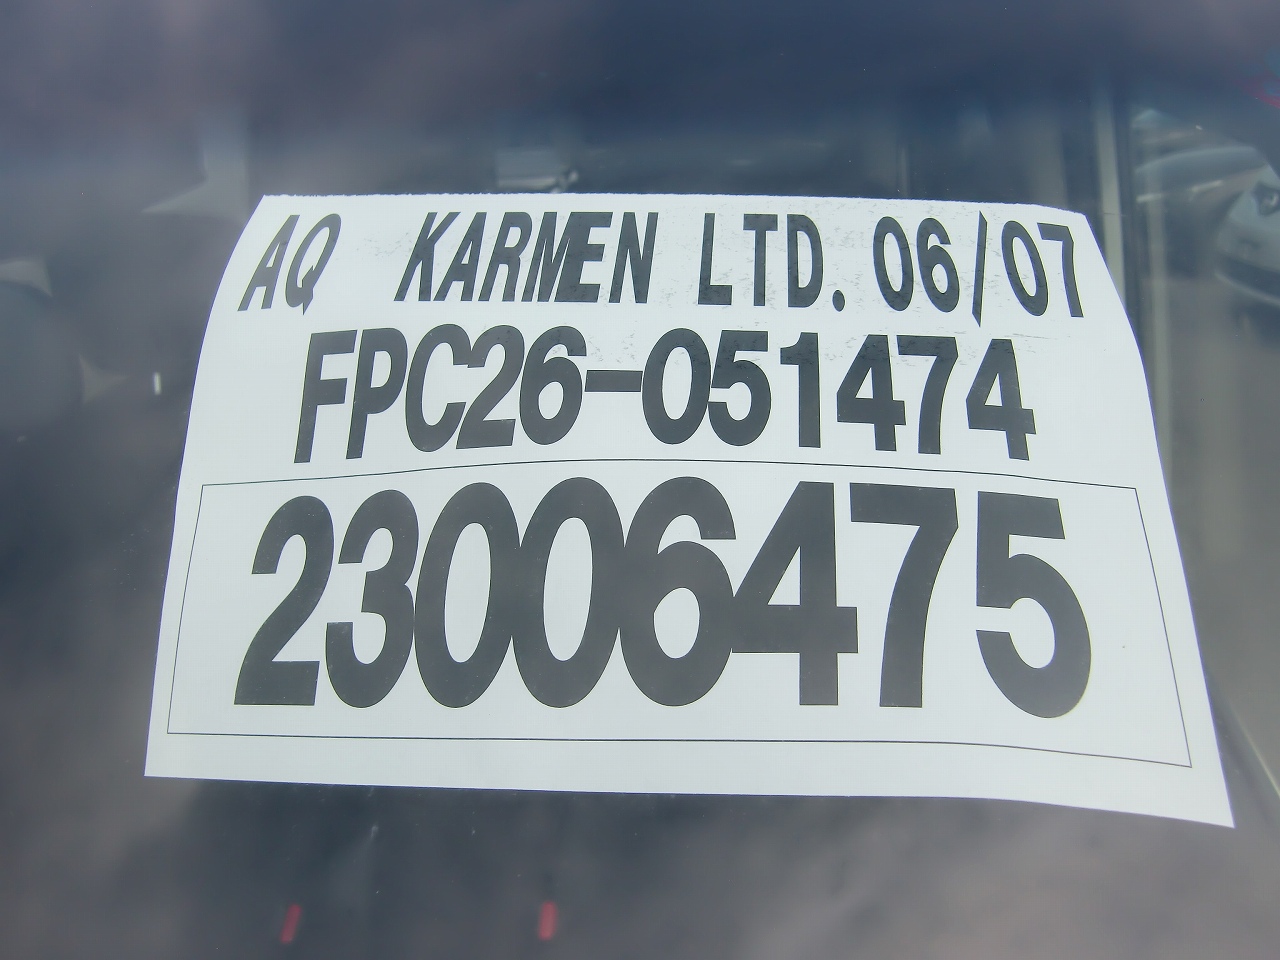 AQ KARMEN LTD. 06/07
FPC26-051474
23006475